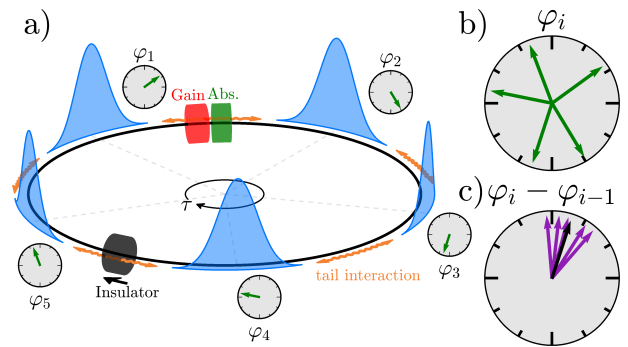 a)
φ₁
φ₂
Gain Abs.
τ
φ₃
tail interaction
Insulator
φ₅
φ₄
b)
φᵢ
c)
φᵢ − φᵢ₋₁